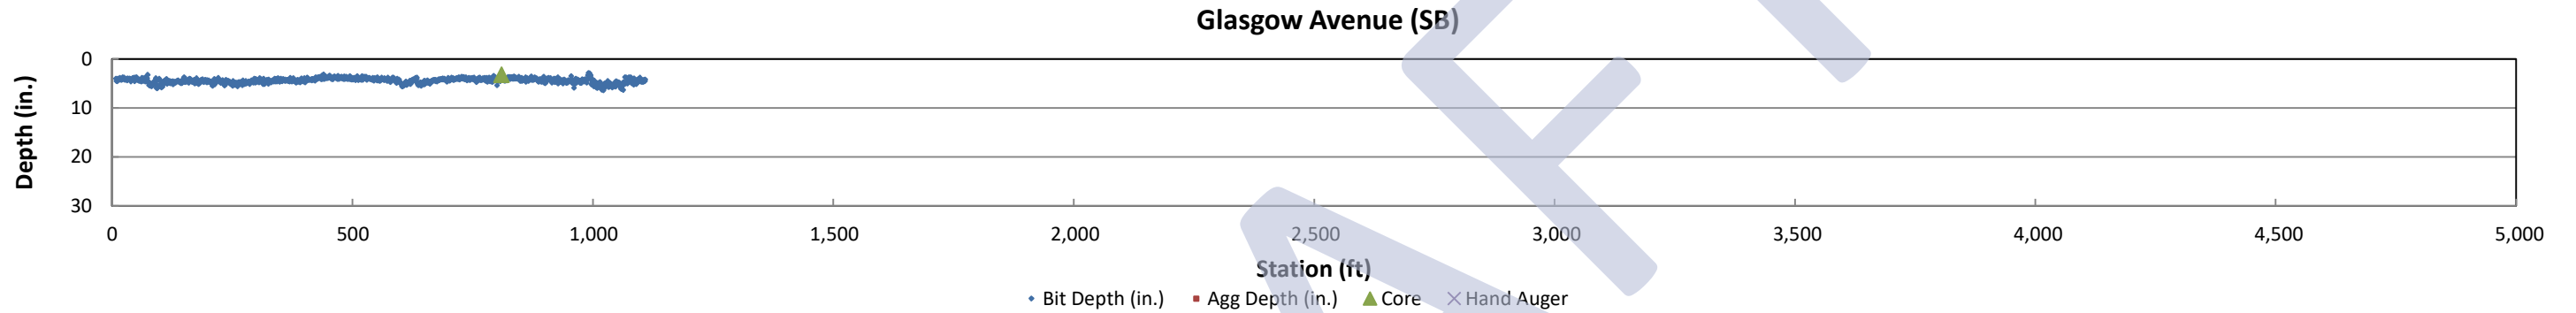 Glasgow Avenue (SB)
0
10
20
30
Depth (in.)
0 500 1,000 1,500 2,000 2,500 3,000 3,500 4,000 4,500 5,000
Station (ft)
Bit Depth (in.) Agg Depth (in.) Core Hand Auger